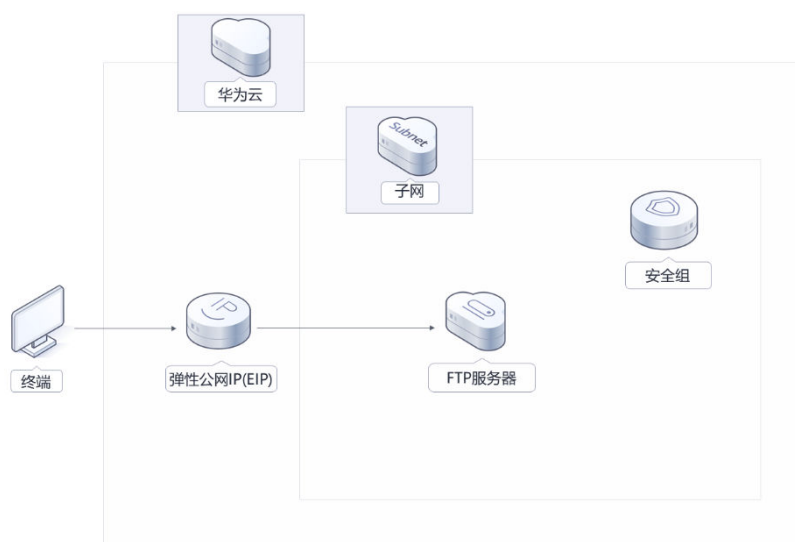 华为云
Subnet
子网
安全组
IP
终端
弹性公网IP(EIP)
FTP服务器